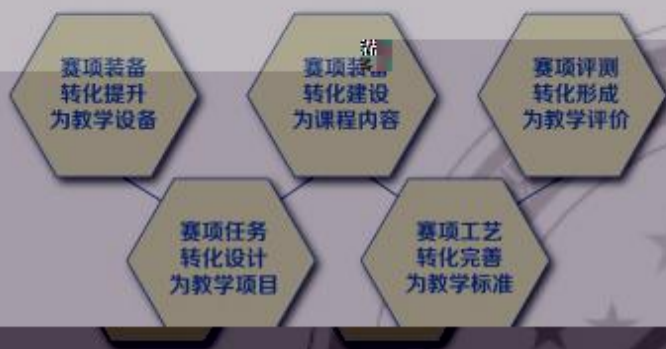 赛项装备
转化提升
为教学设备
赛项装
转化建设
为课程内容
赛项评测
转化形成
为教学评价
赛项任务
转化设计
为教学项目
赛项工艺
转化完善
为教学标准